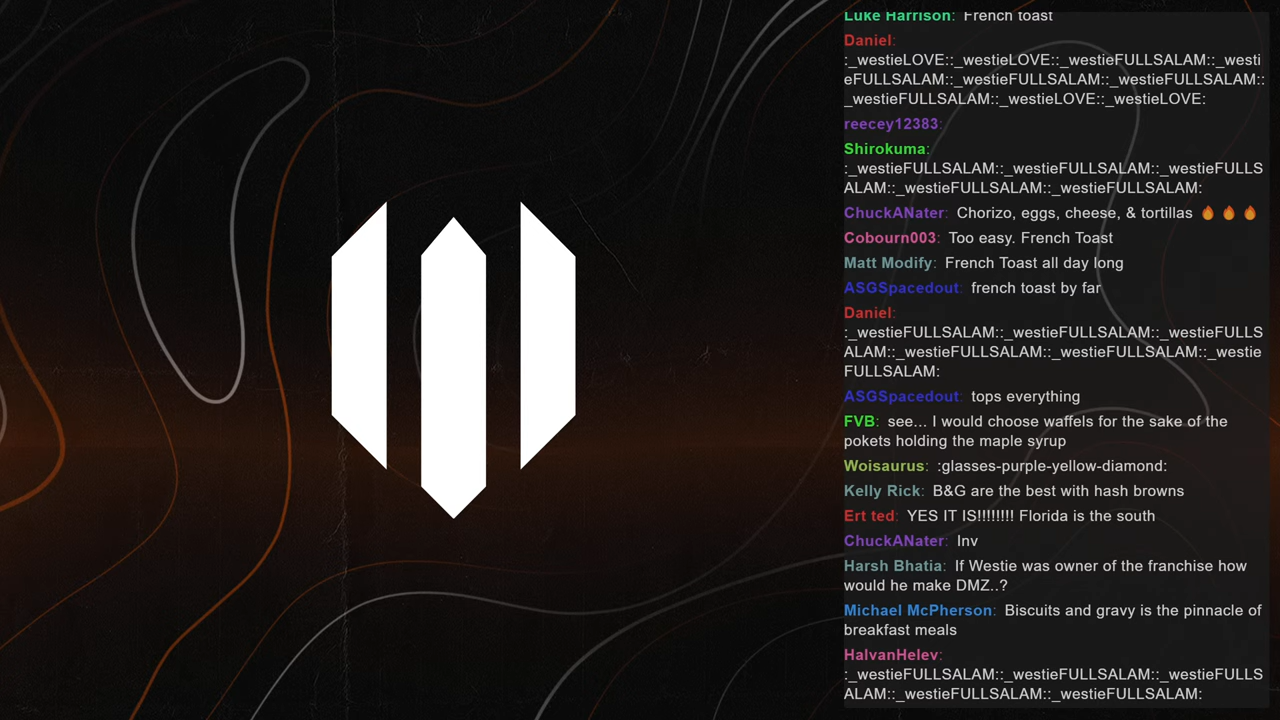 Luke Harrison: French toast
Daniel:
:_westieLOVE::_westieLOVE::_westieFULLSALAM::_westi
eFULLSALAM::_westieFULLSALAM::_westieFULLSALAM::
_westieFULLSALAM::_westieLOVE::_westieLOVE:
reecey12383:
Shirokuma:
:_westieFULLSALAM::_westieFULLSALAM::_westieFULLS
ALAM::_westieFULLSALAM::_westieFULLSALAM:
ChuckANater: Chorizo, eggs, cheese, & tortillas 🔥 🔥 🔥
Cobourn003: Too easy. French Toast
Matt Modify: French Toast all day long
ASGSpacedout: french toast by far
Daniel:
:_westieFULLSALAM::_westieFULLSALAM::_westieFULLS
ALAM::_westieFULLSALAM::_westieFULLSALAM::_westie
FULLSALAM:
ASGSpacedout: tops everything
FVB: see... I would choose waffels for the sake of the
pokets holding the maple syrup
Woisaurus: :glasses-purple-yellow-diamond:
Kelly Rick: B&G are the best with hash browns
Ert ted: YES IT IS!!!!!!!! Florida is the south
ChuckANater: Inv
Harsh Bhatia: If Westie was owner of the franchise how
would he make DMZ..?
Michael McPherson: Biscuits and gravy is the pinnacle of
breakfast meals
HalvanHelev:
:_westieFULLSALAM::_westieFULLSALAM::_westieFULLS
ALAM::_westieFULLSALAM::_westieFULLSALAM: